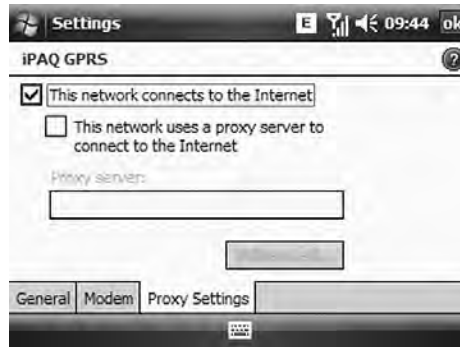 Settings E 09:44 ok
iPAQ GPRS ?
This network connects to the Internet
This network uses a proxy server to
connect to the Internet
Proxy server:
General Modem Proxy Settings